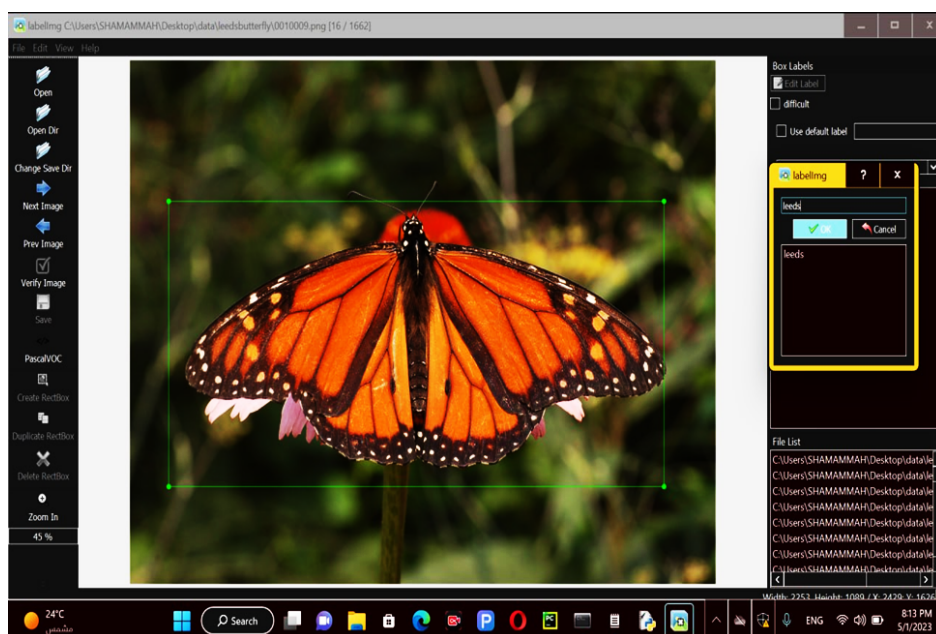 labelImg C:\Users\SHAMAMMAH\Desktop\data\leedsbutterfly\0010009.png [16 / 1662]
File Edit View Help
Open
Open Dir
Change Save Dir
Next Image
Prev Image
Verify Image
Save
PascalVOC
Create RectBox
Duplicate RectBox
Delete RectBox
Zoom In
45 %
Box Labels
Edit Label
difficult
Use default label
labelImg ? X
leeds
OK Cancel
leeds
File List
C:\Users\SHAMAMMAH\Desktop\data\le
C:\Users\SHAMAMMAH\Desktop\data\le
C:\Users\SHAMAMMAH\Desktop\data\le
C:\Users\SHAMAMMAH\Desktop\data\le
C:\Users\SHAMAMMAH\Desktop\data\le
C:\Users\SHAMAMMAH\Desktop\data\le
C:\Users\SHAMAMMAH\Desktop\data\le
C:\Users\SHAMAMMAH\Desktop\data\le
Width: 2253, Height: 1089 / X: 2429; Y: 1626
24°C
مشمس
Search
ENG
8:13 PM
5/1/2023